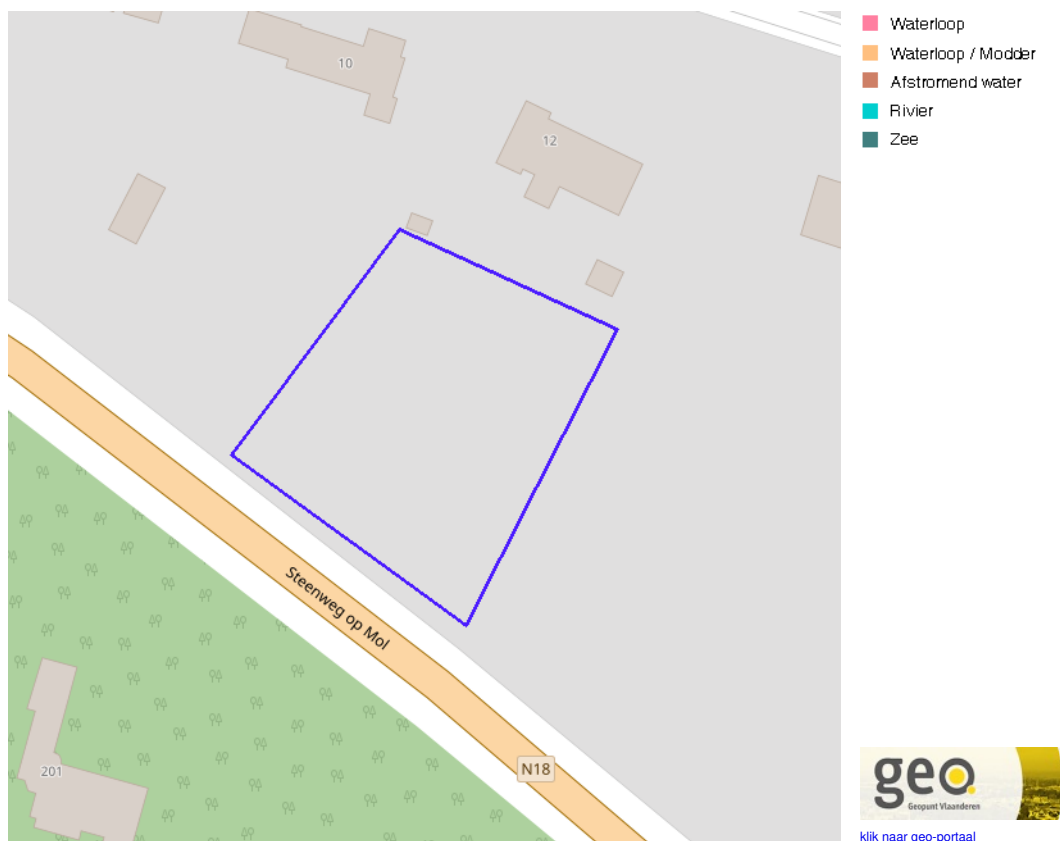 10
12
Steenweg op Mol
N18
201
Waterloop
Waterloop / Modder
Afstromend water
Rivier
Zee
geo
Geopunt Vlaanderen
klik naar geo-portaal